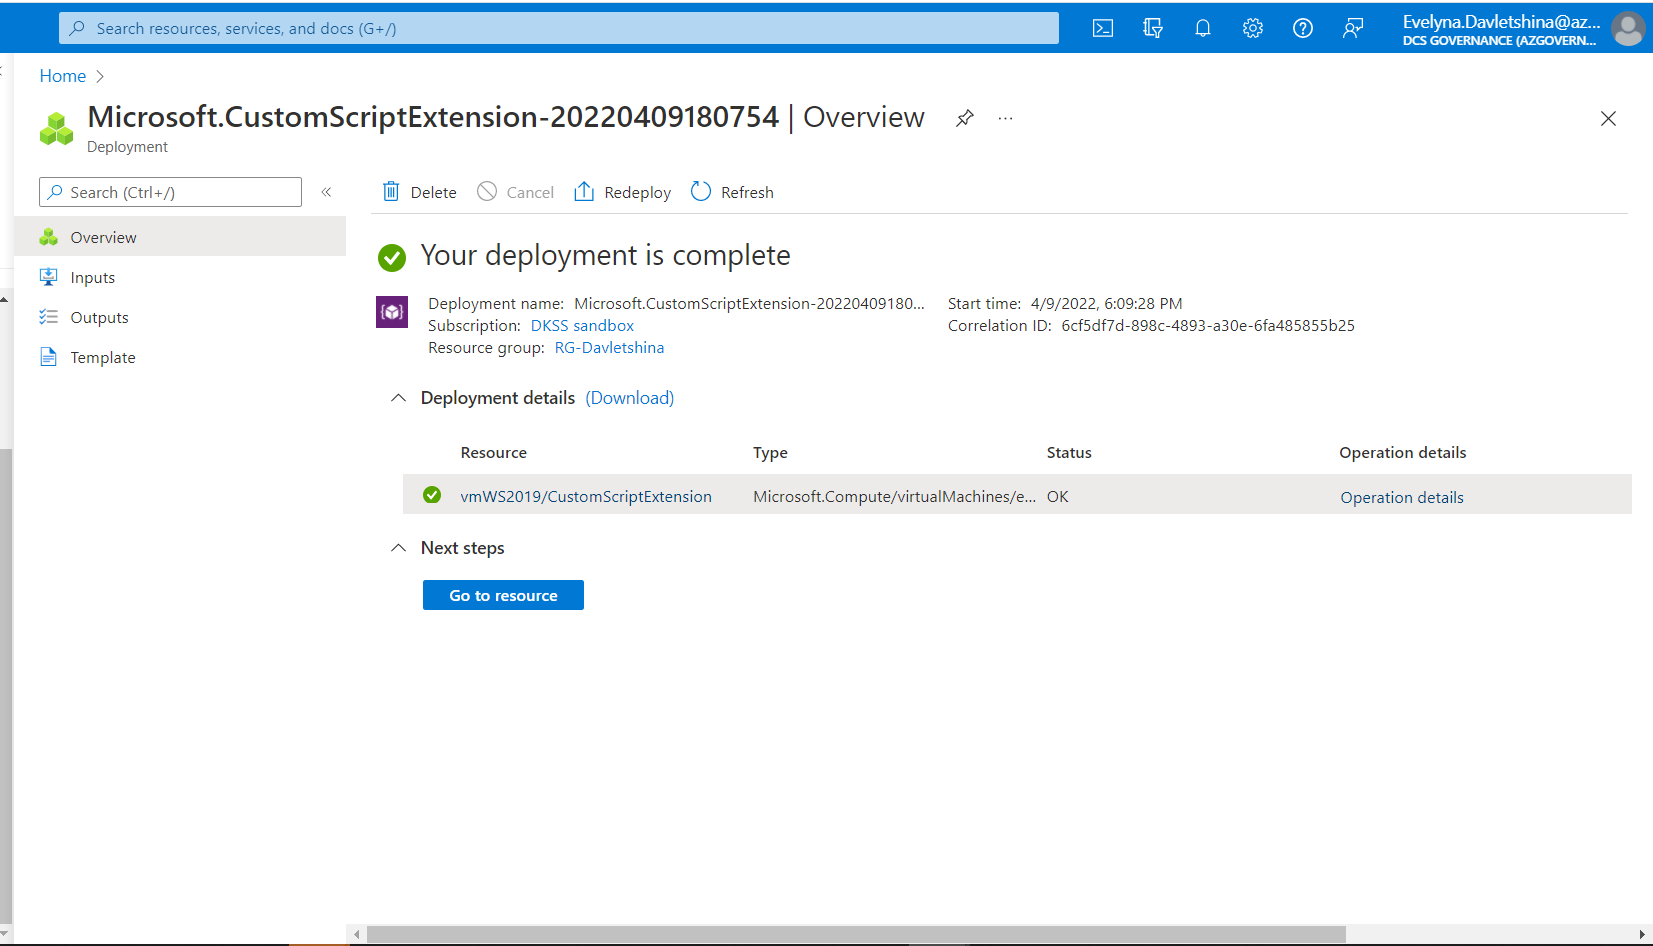 Search resources, services, and docs (G+/)
Evelyna.Davletshina@az...
DCS GOVERNANCE (AZGOVERN...
Home
Microsoft.CustomScriptExtension-20220409180754 | Overview
Deployment
Search (Ctrl+/)
Overview
Inputs
Outputs
Template
Delete Cancel Redeploy Refresh
Your deployment is complete
Deployment name: Microsoft.CustomScriptExtension-20220409180...
Subscription: DKSS sandbox
Resource group: RG-Davletshina
Start time: 4/9/2022, 6:09:28 PM
Correlation ID: 6cf5df7d-898c-4893-a30e-6fa485855b25
Deployment details (Download)
Resource Type Status Operation details
vmWS2019/CustomScriptExtension Microsoft.Compute/virtualMachines/e... OK Operation details
Next steps
Go to resource